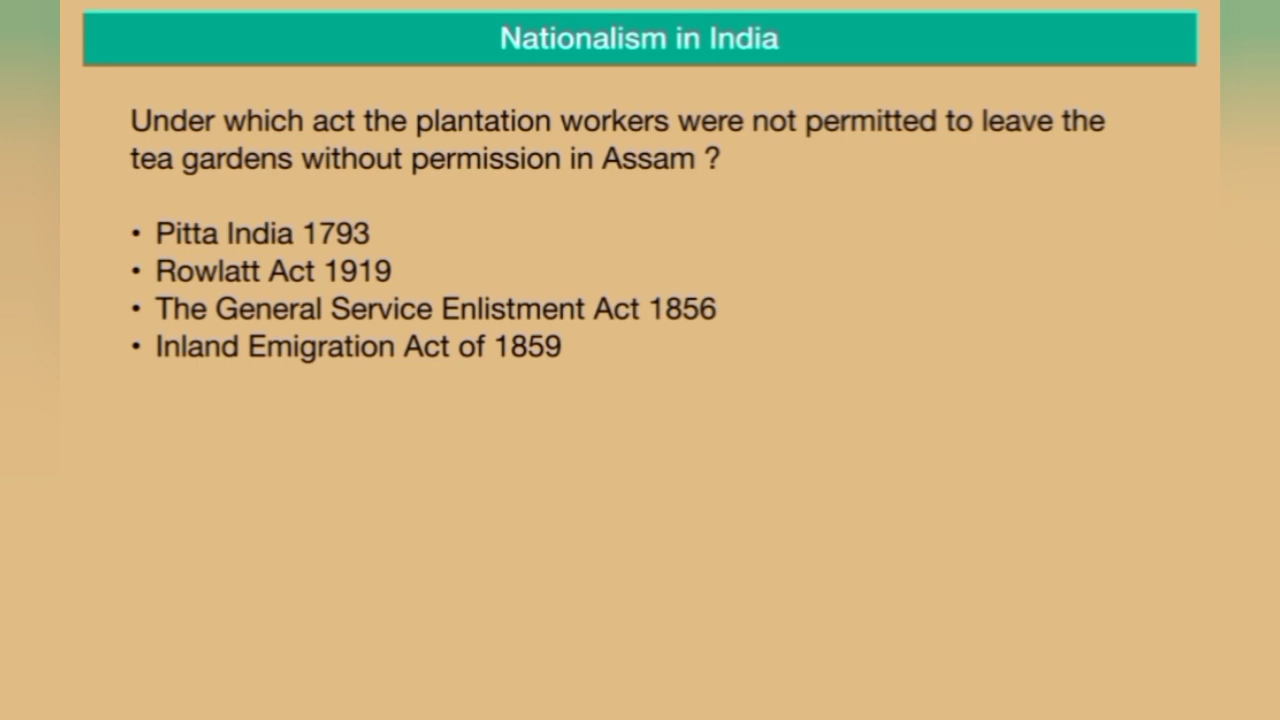 Nationalism in India
Under which act the plantation workers were not permitted to leave the
tea gardens without permission in Assam ?
• Pitta India 1793
• Rowlatt Act 1919
• The General Service Enlistment Act 1856
• Inland Emigration Act of 1859